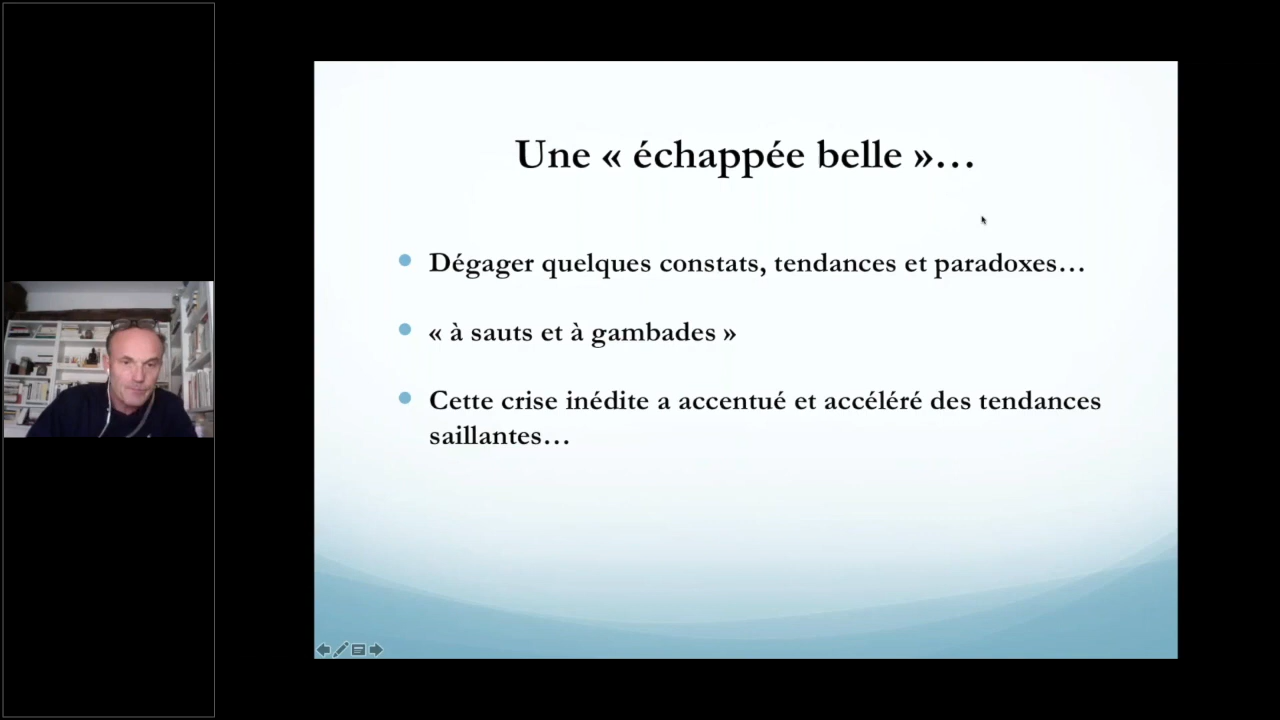 Une « échappée belle »…
Dégager quelques constats, tendances et paradoxes…
« à sauts et à gambades »
Cette crise inédite a accentué et accéléré des tendances
saillantes…